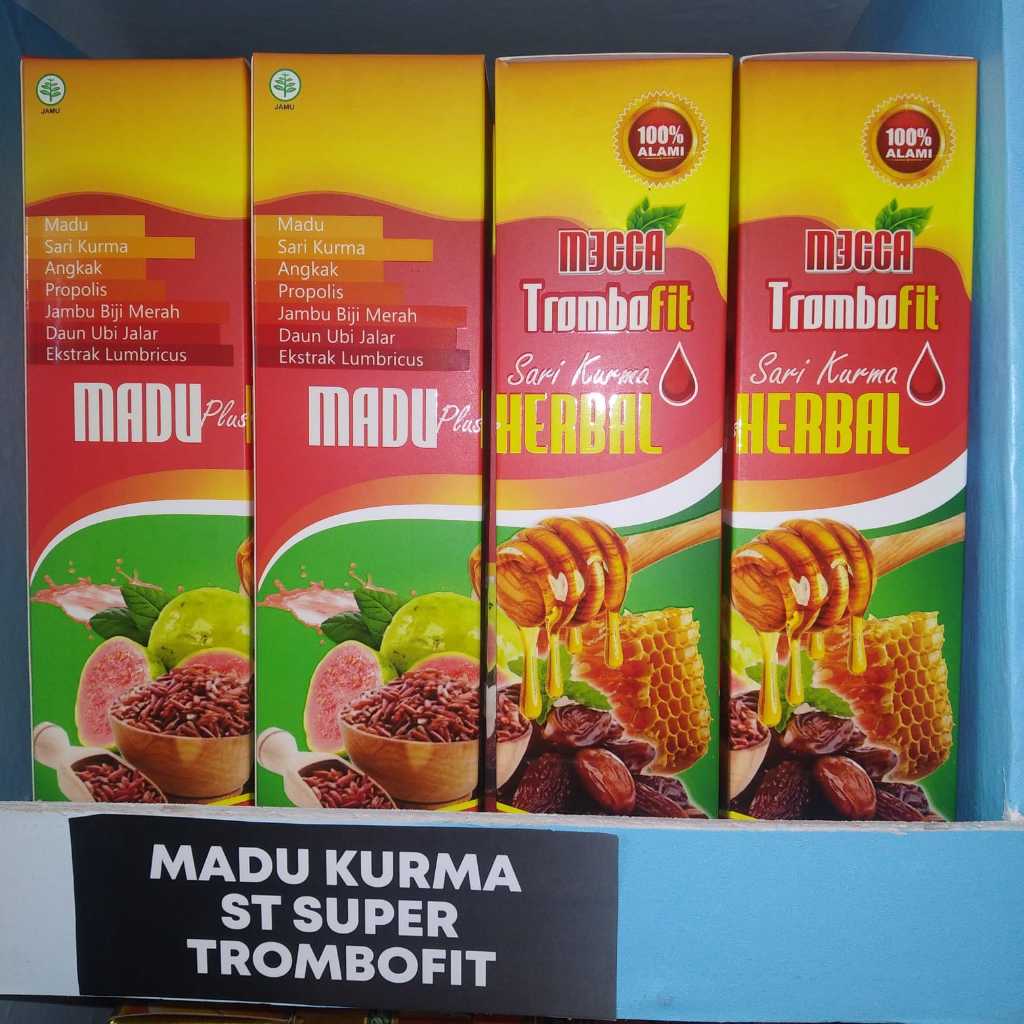 JAMU
Madu
Sari Kurma
Angkak
Propolis
Jambu Biji Merah
Daun Ubi Jalar
Ekstrak Lumbricus
MADU Plus
JAMU
Madu
Sari Kurma
Angkak
Propolis
Jambu Biji Merah
Daun Ubi Jalar
Ekstrak Lumbricus
MADU Plus
100%
ALAMI
MECCA
TromboFit
Sari Kurma
HERBAL
100%
ALAMI
MECCA
TromboFit
Sari Kurma
HERBAL
MADU KURMA
ST SUPER
TROMBOFIT